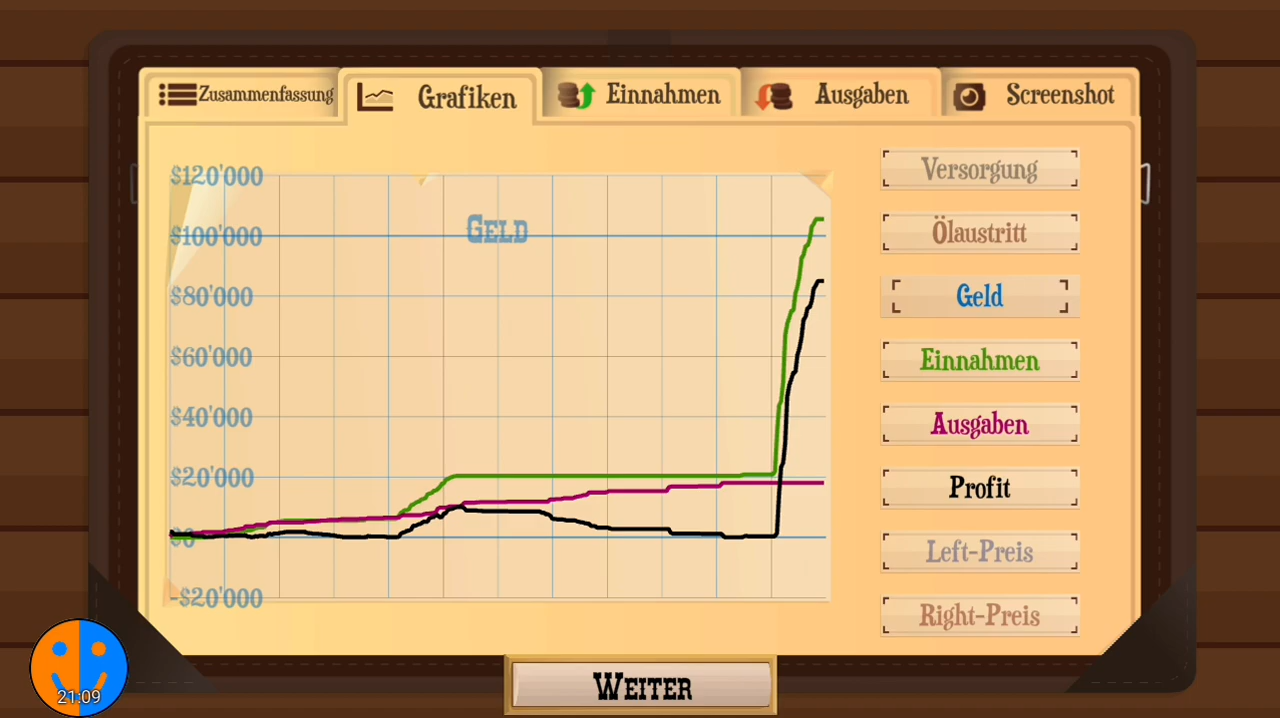 Zusammenfassung
Grafiken
Einnahmen
Ausgaben
Screenshot
$120'000
$100'000
$80'000
$60'000
$40'000
$20'000
$0
-$20'000
Geld
Versorgung
Ölaustritt
Geld
Einnahmen
Ausgaben
Profit
Left-Preis
Right-Preis
Weiter
21:09